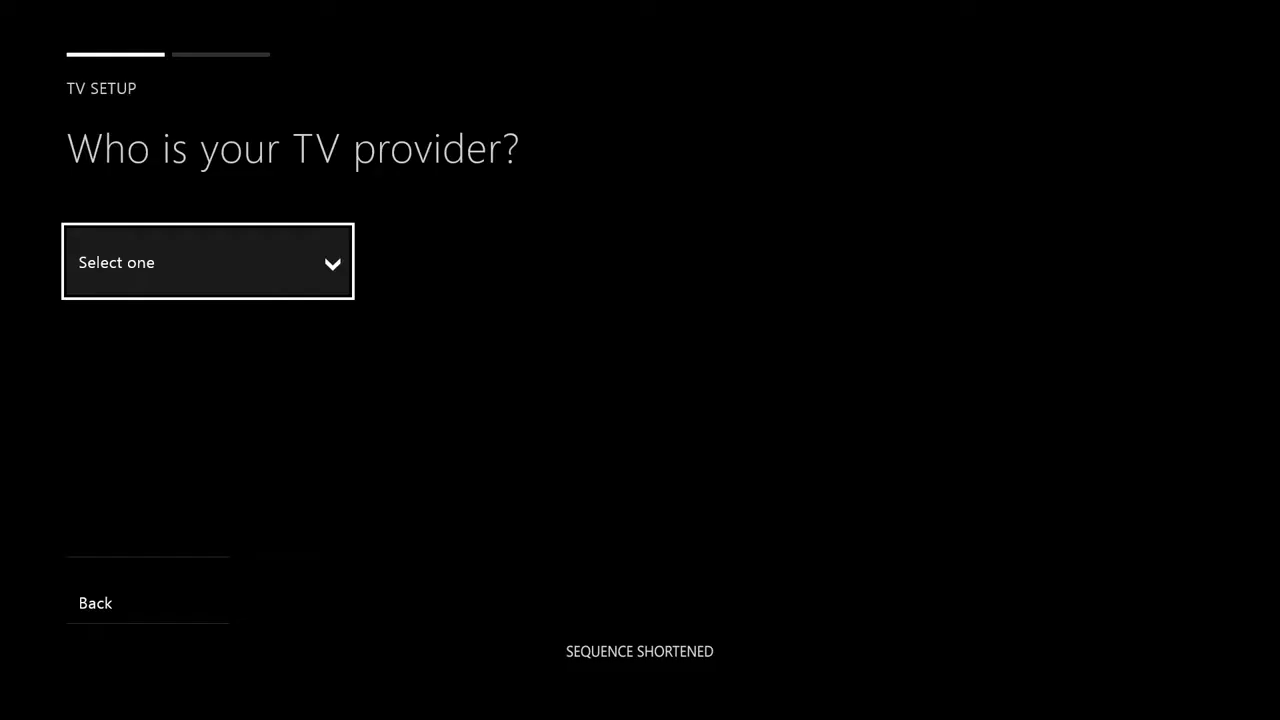 TV SETUP
Who is your TV provider?
Select one
Back
SEQUENCE SHORTENED